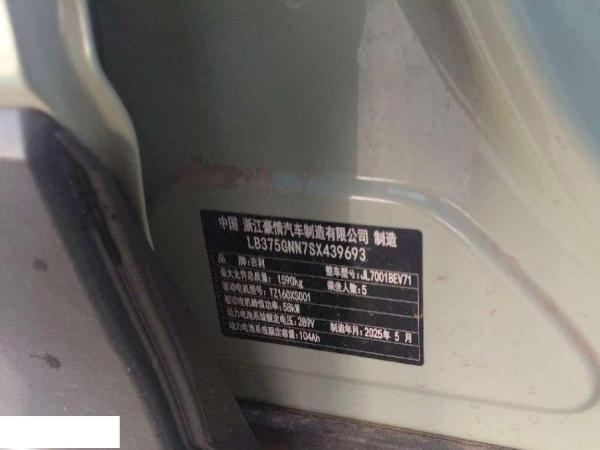 中国 浙江豪情汽车制造有限公司 制造
LB375GNN7SX439693
品 牌:吉利 整车型号:JL7001BEV71
最大允许总质量: 1590kg 乘坐人数:5
驱动电机型号: TZ160XS001
驱动电机峰值功率:58kW
动力电池系统额定电压:289V 制造年月:2025年 5 月
动力电池系统额定容量:104Ah